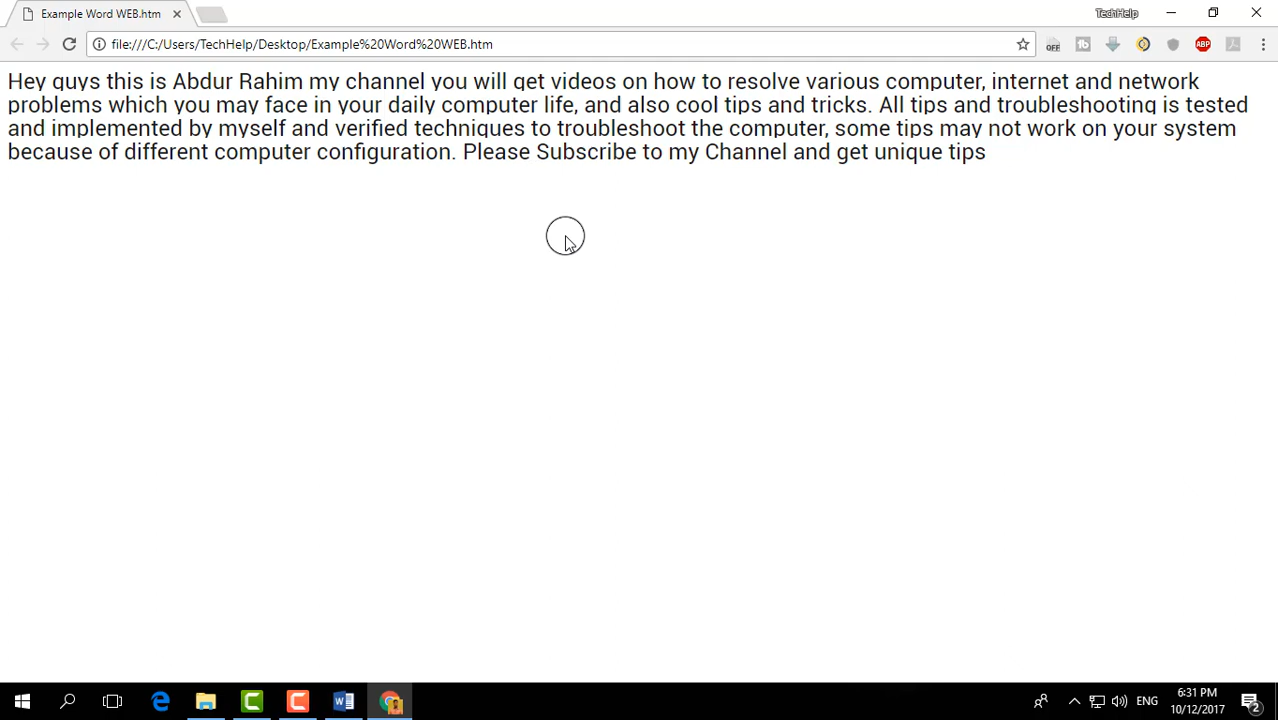 Example Word WEB.htm
TechHelp
file:///C:/Users/TechHelp/Desktop/Example%20Word%20WEB.htm
OFF
ABP
Hey guys this is Abdur Rahim my channel you will get videos on how to resolve various computer, internet and network
problems which you may face in your daily computer life, and also cool tips and tricks. All tips and troubleshooting is tested
and implemented by myself and verified techniques to troubleshoot the computer, some tips may not work on your system
because of different computer configuration. Please Subscribe to my Channel and get unique tips
ENG
6:31 PM
10/12/2017
2